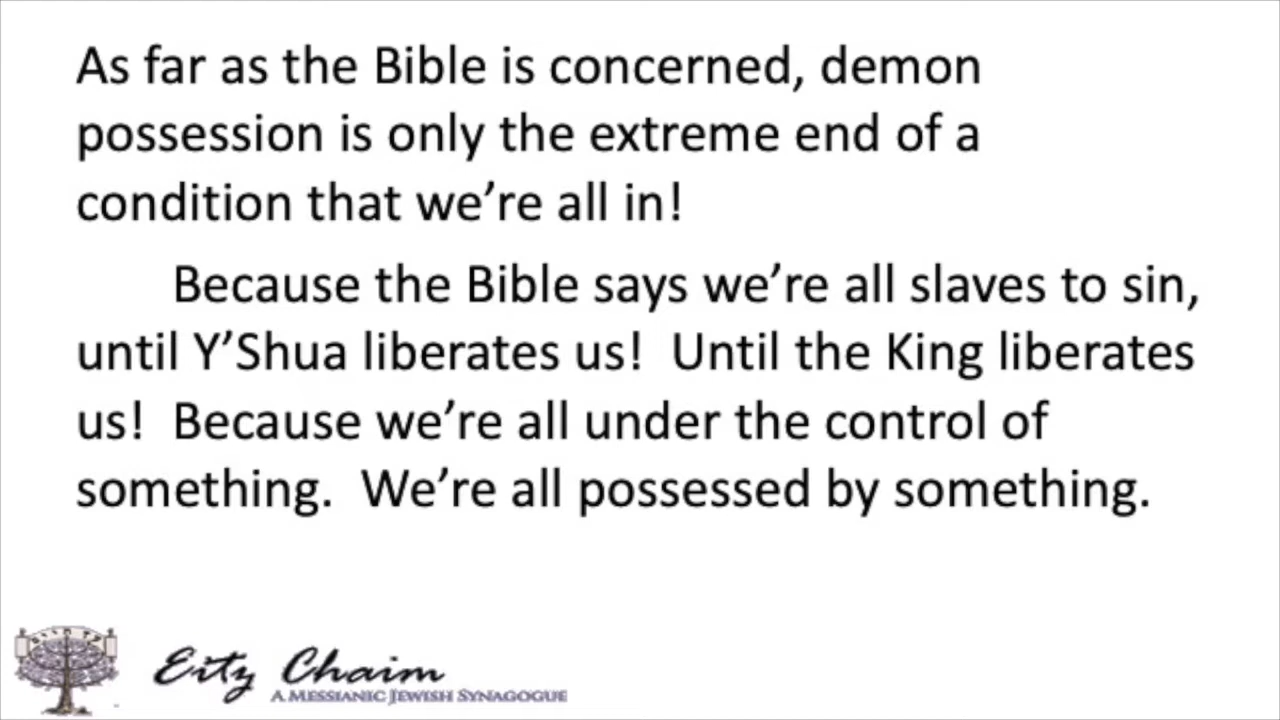 As far as the Bible is concerned, demon
possession is only the extreme end of a
condition that we're all in!
Because the Bible says we're all slaves to sin,
until Y'Shua liberates us!  Until the King liberates
us!  Because we're all under the control of
something.  We're all possessed by something.
Eitz Chaim
A Messianic Jewish Synagogue